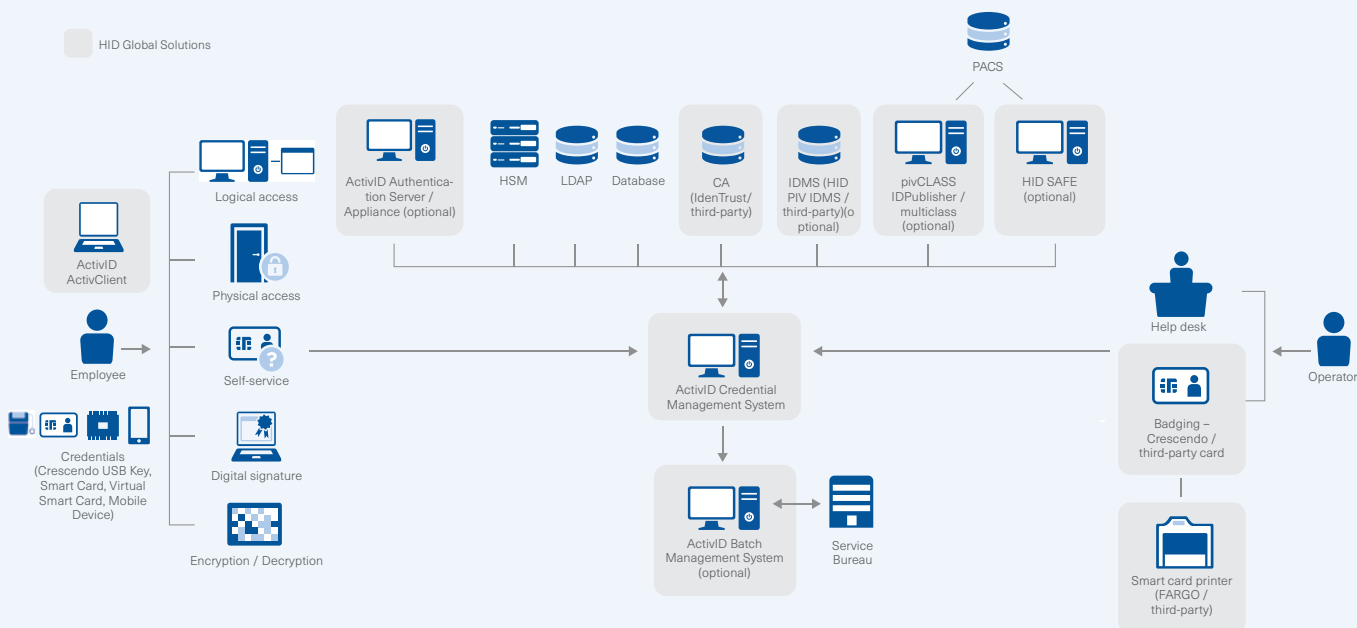 HID Global Solutions
PACS
ActivID Authentica-
tion Server /
Appliance (optional)
HSM
LDAP
Database
CA
(IdenTrust/
third-party)
IDMS (HID
PIV IDMS /
third-party)(o
ptional)
pivCLASS
IDPublisher /
multiclass
(optional)
HID SAFE
(optional)
Logical access
ActivID
ActivClient
Physical access
Employee
Self-service
Credentials
(Crescendo USB Key,
Smart Card, Virtual
Smart Card, Mobile
Device)
Digital signature
Encryption / Decryption
ActivID Credential
Management System
ActivID Batch
Management System
(optional)
Service
Bureau
Help desk
Operator
Badging –
Crescendo /
third-party card
Smart card printer
(FARGO /
third-party)